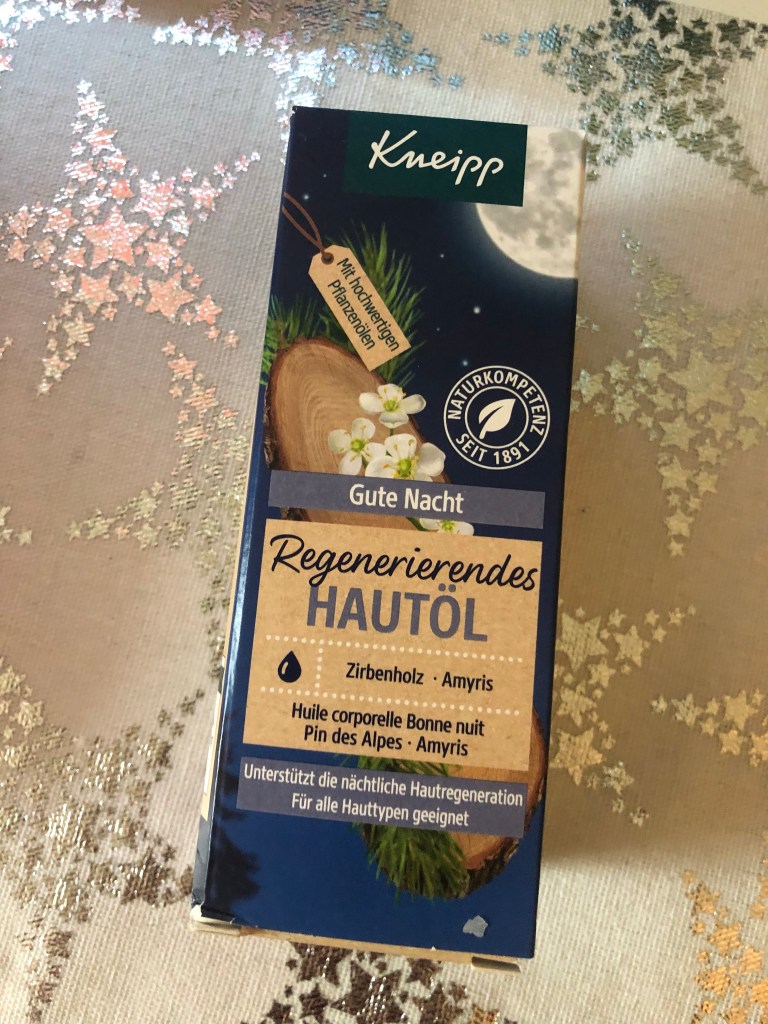 Kneipp
Mit hochwertigen
Pflanzenölen
NATURKOMPETENZ
SEIT 1891
Gute Nacht
Regenerierendes
HAUTÖL
Zirbenholz · Amyris
Huile corporelle Bonne nuit
Pin des Alpes · Amyris
Unterstützt die nächtliche Hautregeneration
Für alle Hauttypen geeignet